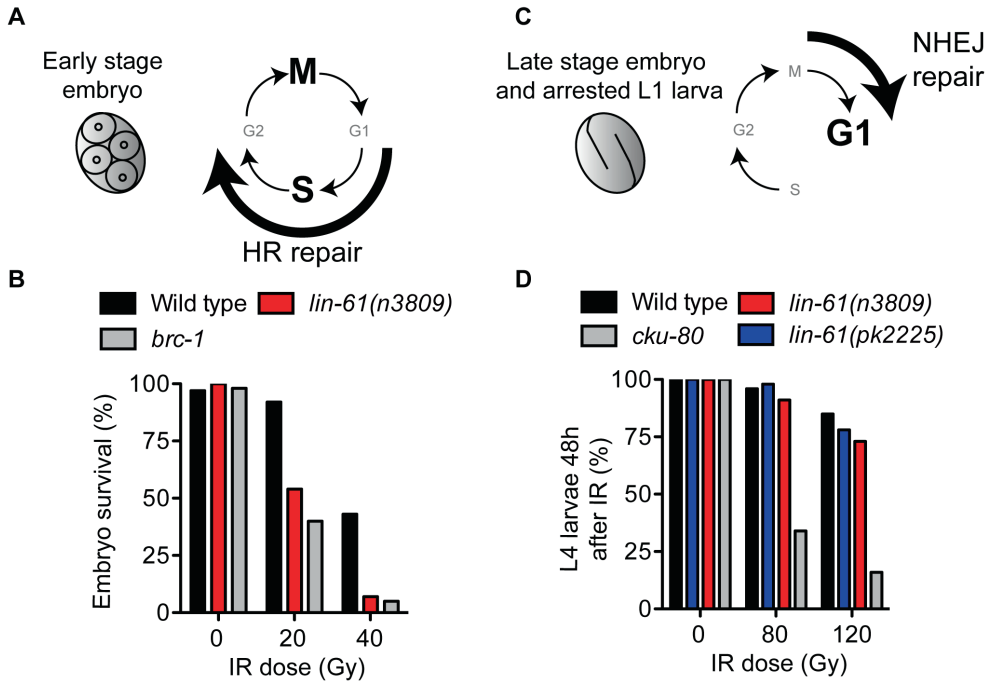 A
Early stage
embryo
M
G2
G1
S
HR repair
B
Wild type
lin-61(n3809)
brc-1
Embryo survival (%)
100
75
50
25
0
0
20
40
IR dose (Gy)
C
Late stage embryo
and arrested L1 larva
NHEJ
repair
M
G2
G1
S
D
Wild type
lin-61(n3809)
cku-80
lin-61(pk2225)
L4 larvae 48h
after IR (%)
100
75
50
25
0
0
80
120
IR dose (Gy)